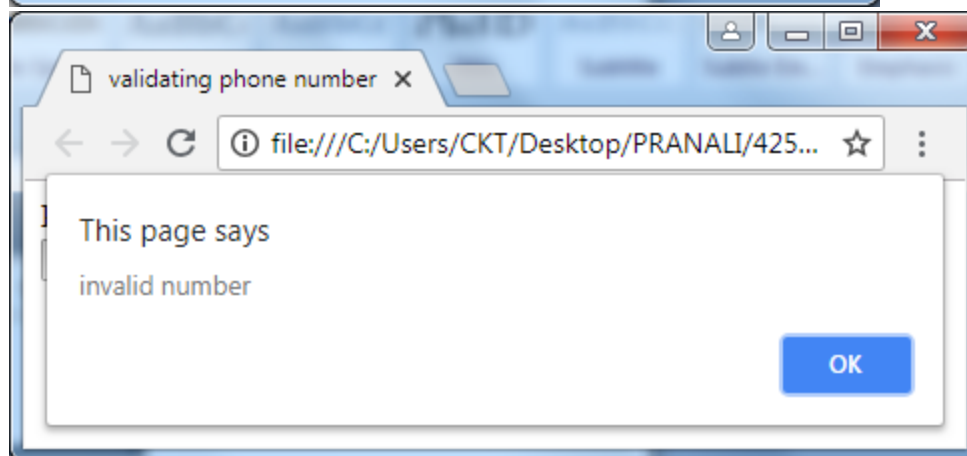 validating phone number
file:///C:/Users/CKT/Desktop/PRANALI/425...
This page says
invalid number
OK